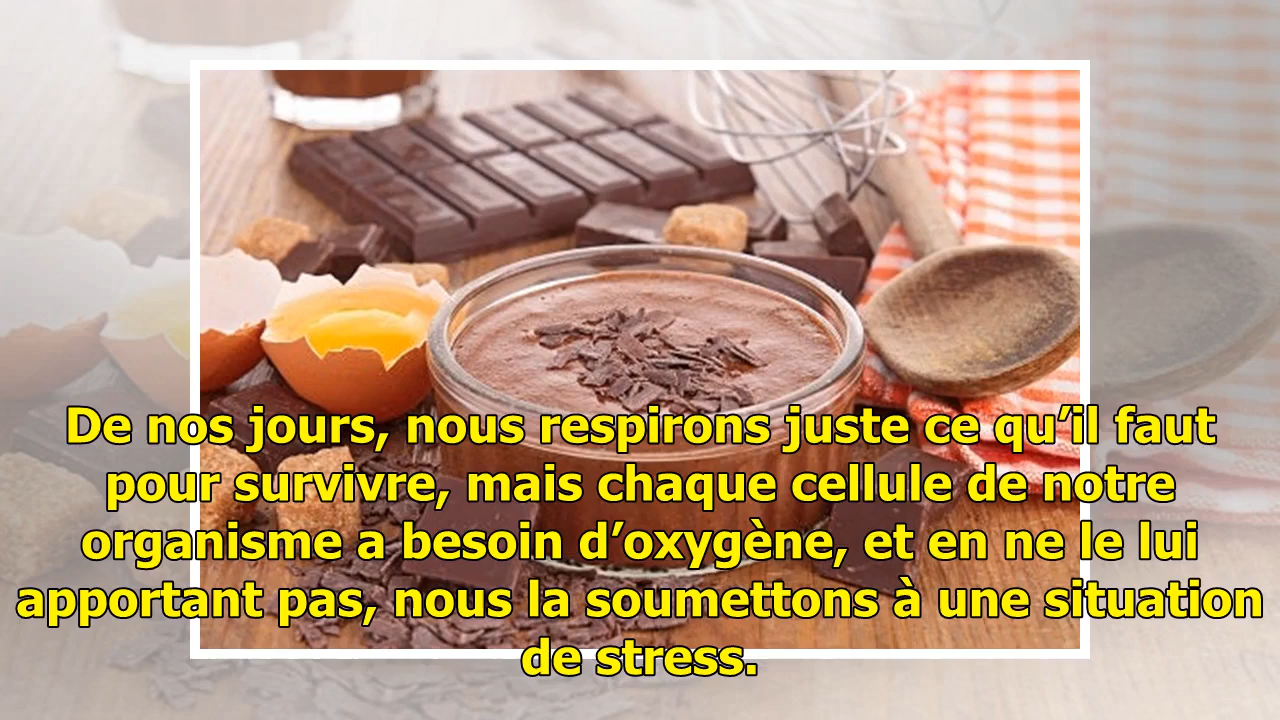 De nos jours, nous respirons juste ce qu’il faut
pour survivre, mais chaque cellule de notre
organisme a besoin d’oxygène, et en ne le lui
apportant pas, nous la soumettons à une situation
de stress.